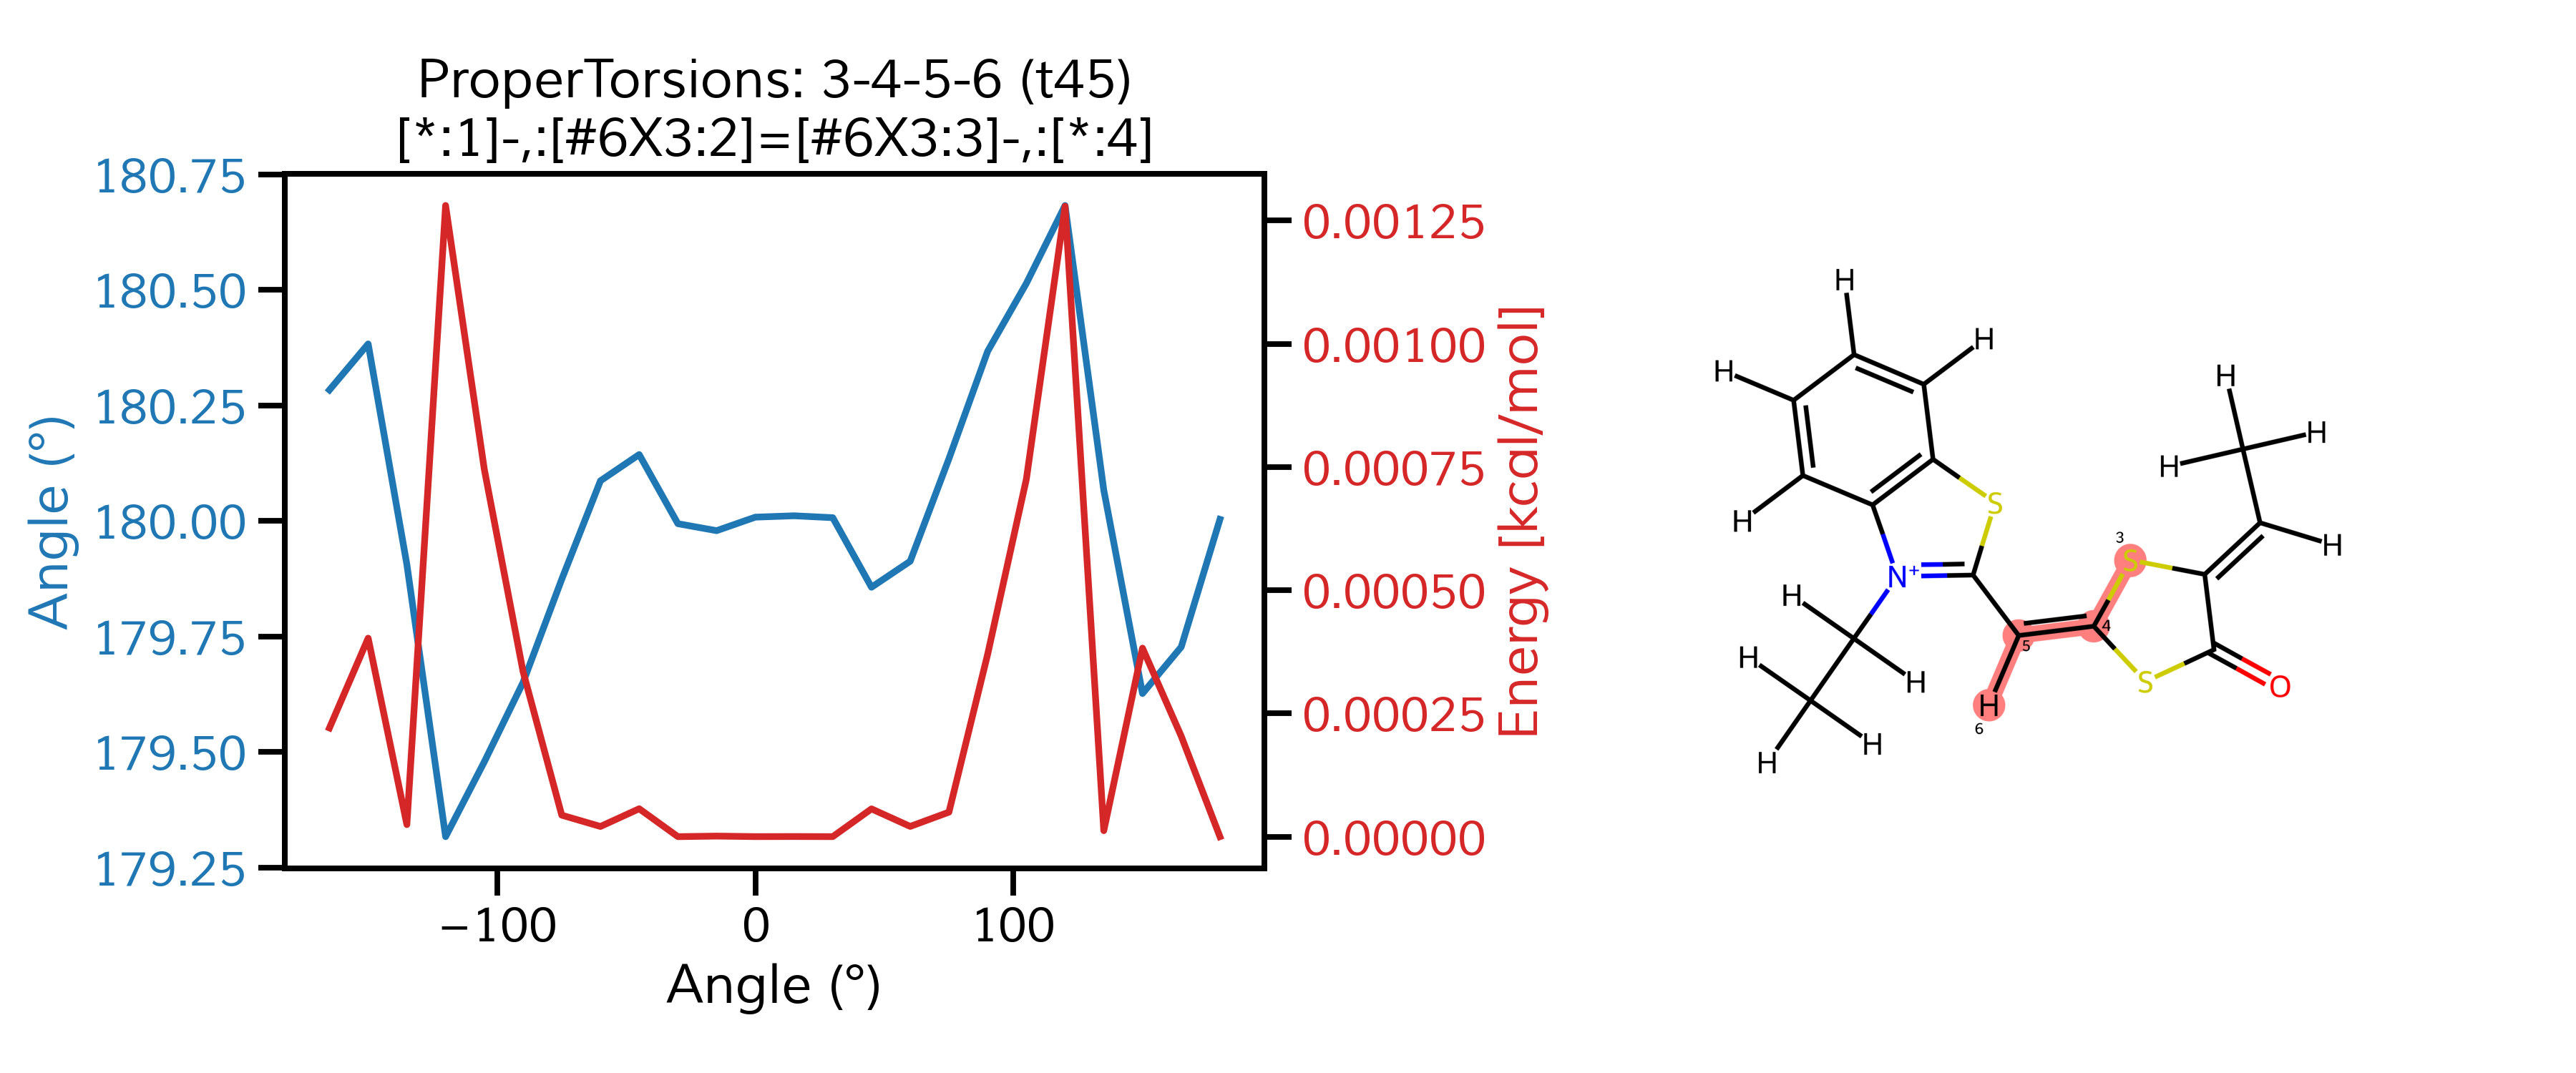 ProperTorsions: 3-4-5-6 (t45)
[*:1]-,:[#6X3:2]=[#6X3:3]-,:[*:4]
180.75
180.50
180.25
180.00
179.75
179.50
179.25
Angle (°)
−100
0
100
Angle (°)
0.00125
0.00100
0.00075
0.00050
0.00025
0.00000
Energy [kcal/mol]
H
H
H
H
S
N⁺
H
H
H
H
H
H
6
5
4
3
S
S
O
H
H
H
H